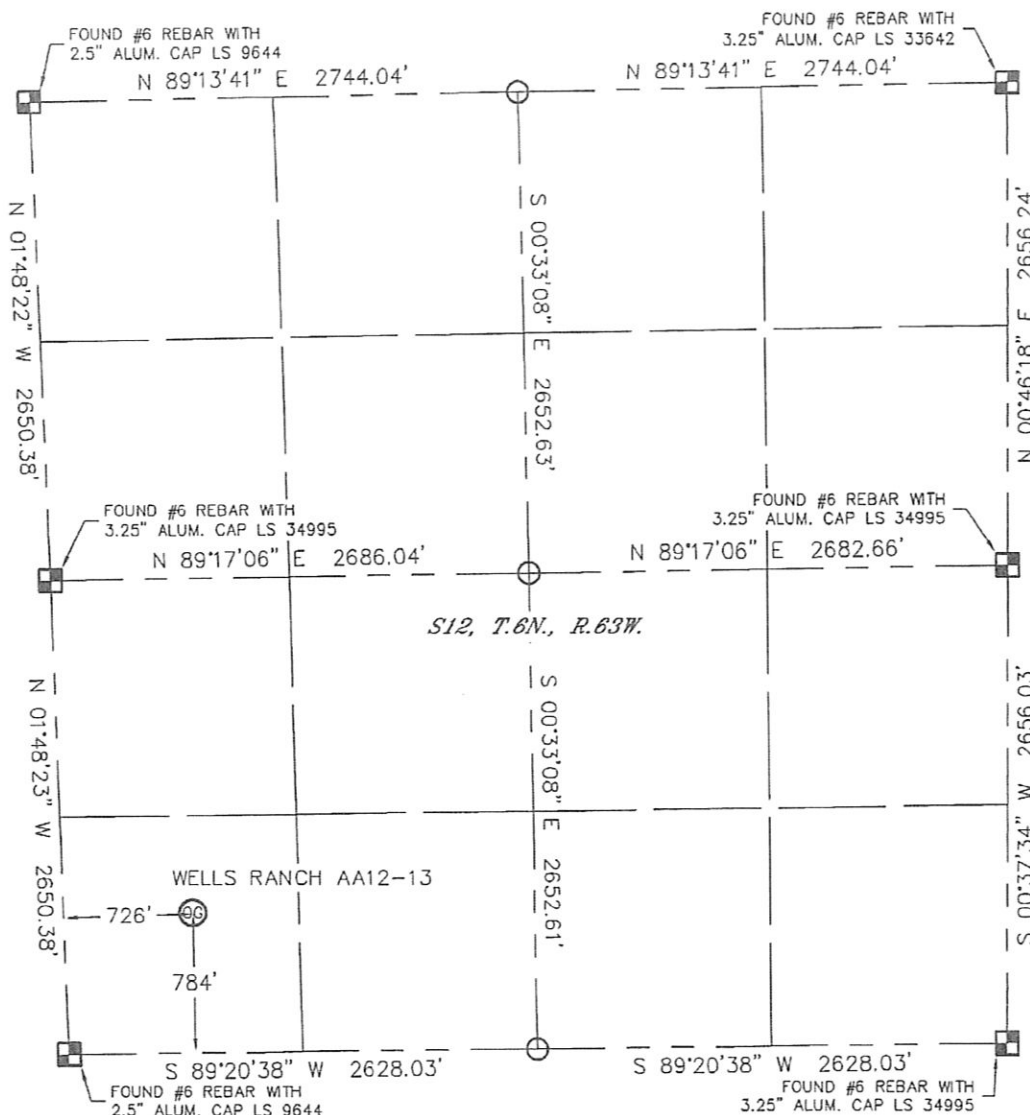 FOUND #6 REBAR WITH
2.5" ALUM. CAP LS 9644
FOUND #6 REBAR WITH
3.25" ALUM. CAP LS 33642
N 89°13'41" E 2744.04'
N 89°13'41" E 2744.04'
N 01°48'22" W 2650.38'
S 00°33'08" E 2652.63'
N 00°46'18" E 2656.24'
FOUND #6 REBAR WITH
3.25" ALUM. CAP LS 34995
FOUND #6 REBAR WITH
3.25" ALUM. CAP LS 34995
N 89°17'06" E 2686.04'
N 89°17'06" E 2682.66'
S12, T.6N., R.63W.
N 01°48'23" W 2650.38'
S 00°33'08" E 2652.61'
S 00°37'34" W 2656.03'
WELLS RANCH AA12-13
726'
OG
784'
S 89°20'38" W 2628.03'
S 89°20'38" W 2628.03'
FOUND #6 REBAR WITH
2.5" ALUM. CAP LS 9644
FOUND #6 REBAR WITH
3.25" ALUM. CAP LS 34995